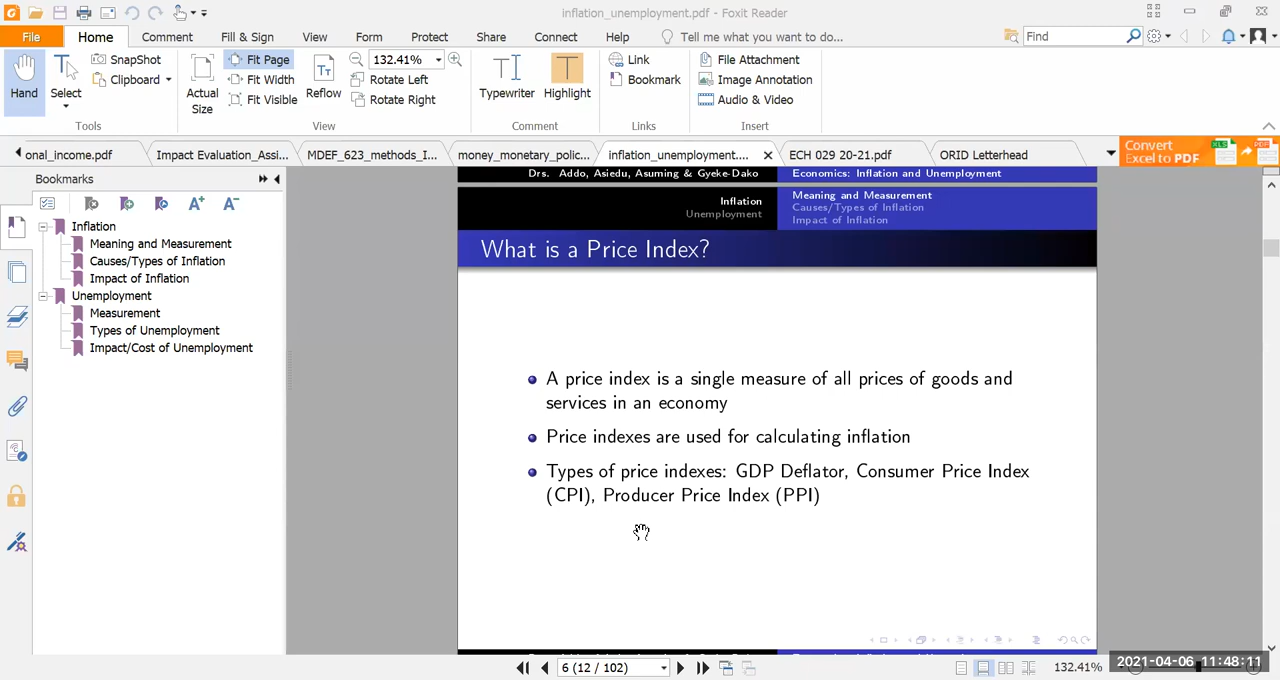 inflation_unemployment.pdf - Foxit Reader
File Home Comment Fill & Sign View Form Protect Share Connect Help Tell me what you want to do... Find
Hand
Select
SnapShot
Clipboard
Tools
Actual Size
Fit Page
Fit Width
Fit Visible
Reflow
132.41%
Rotate Left
Rotate Right
View
Typewriter
Highlight
Comment
Link
Bookmark
Links
File Attachment
Image Annotation
Audio & Video
Insert
onal_income.pdf Impact Evaluation_Assi... MDEF_623_methods_I... money_monetary_polic... inflation_unemployment.... ECH 029 20-21.pdf ORID Letterhead
Convert
Excel to PDF
Bookmarks
Inflation
Meaning and Measurement
Causes/Types of Inflation
Impact of Inflation
Unemployment
Measurement
Types of Unemployment
Impact/Cost of Unemployment
Drs. Addo, Asiedu, Asuming & Gyeke-Dako Economics: Inflation and Unemployment
Inflation
Unemployment
Meaning and Measurement
Causes/Types of Inflation
Impact of Inflation
What is a Price Index?
A price index is a single measure of all prices of goods and
services in an economy
Price indexes are used for calculating inflation
Types of price indexes: GDP Deflator, Consumer Price Index
(CPI), Producer Price Index (PPI)
6 (12 / 102)
132.41%
2021-04-06 11:48:11